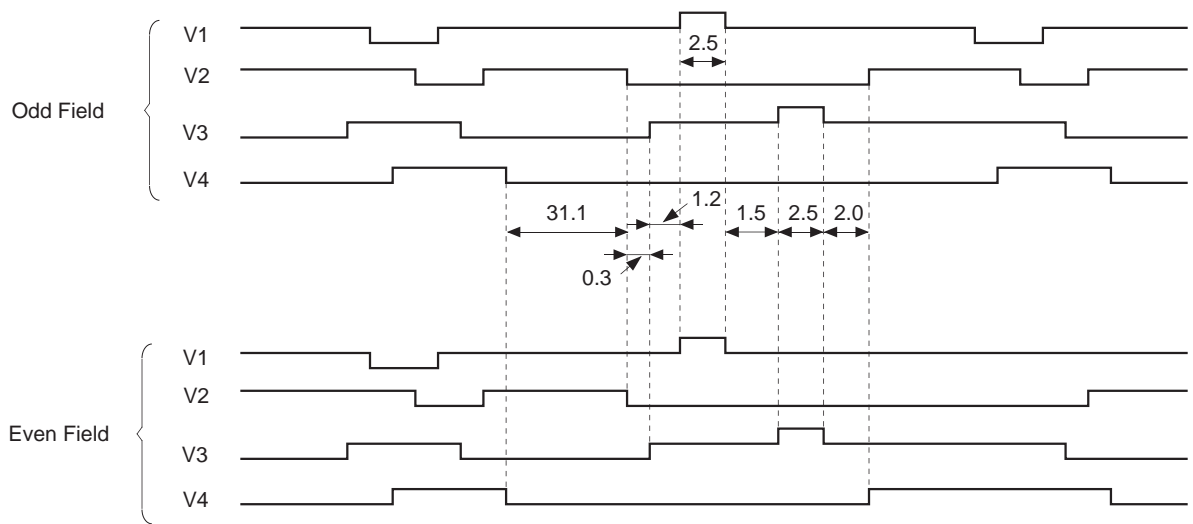 V1
2.5
V2
Odd Field
V3
V4
1.2
31.1
1.5
2.5
2.0
0.3
V1
V2
Even Field
V3
V4